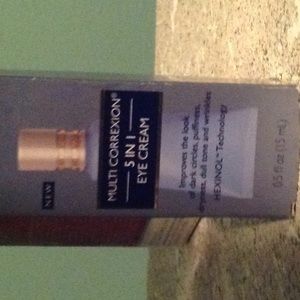 NEW
MULTI CORREXION®
5 IN 1
EYE CREAM
Improves the look
of dark circles, puffiness,
dryness, dull tone and wrinkles
HEXINOL™ Technology
0.5 fl oz (15 mL)